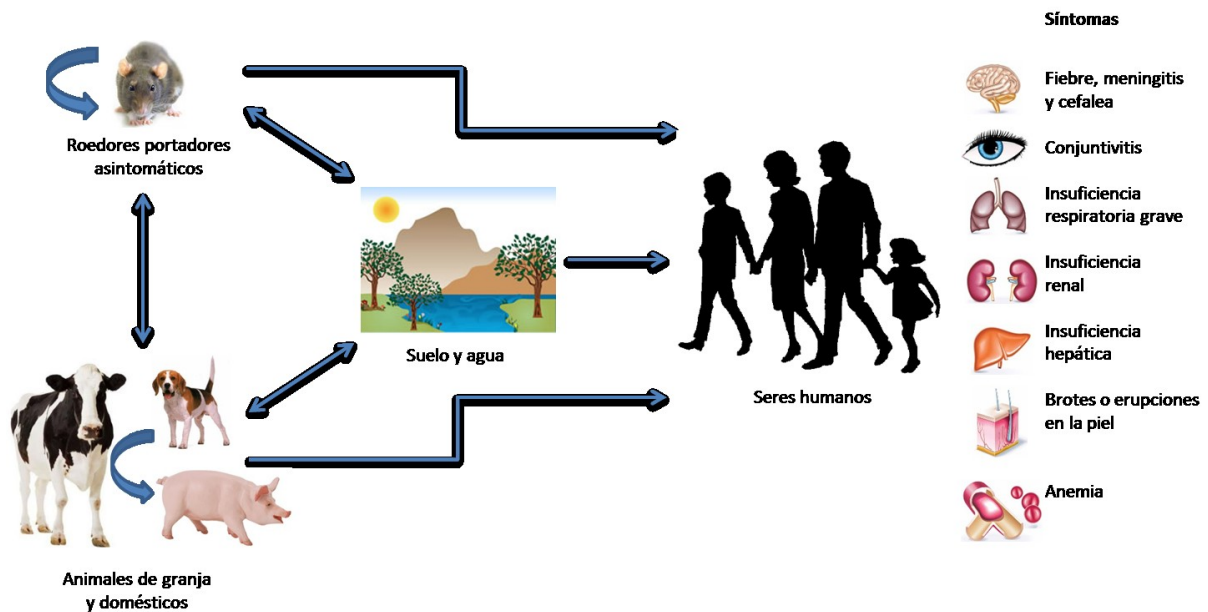 Roedores portadores
asintomáticos
Suelo y agua
Animales de granja
y domésticos
Seres humanos
Síntomas
Fiebre, meningitis
y cefalea
Conjuntivitis
Insuficiencia
respiratoria grave
Insuficiencia
renal
Insuficiencia
hepática
Brotes o erupciones
en la piel
Anemia